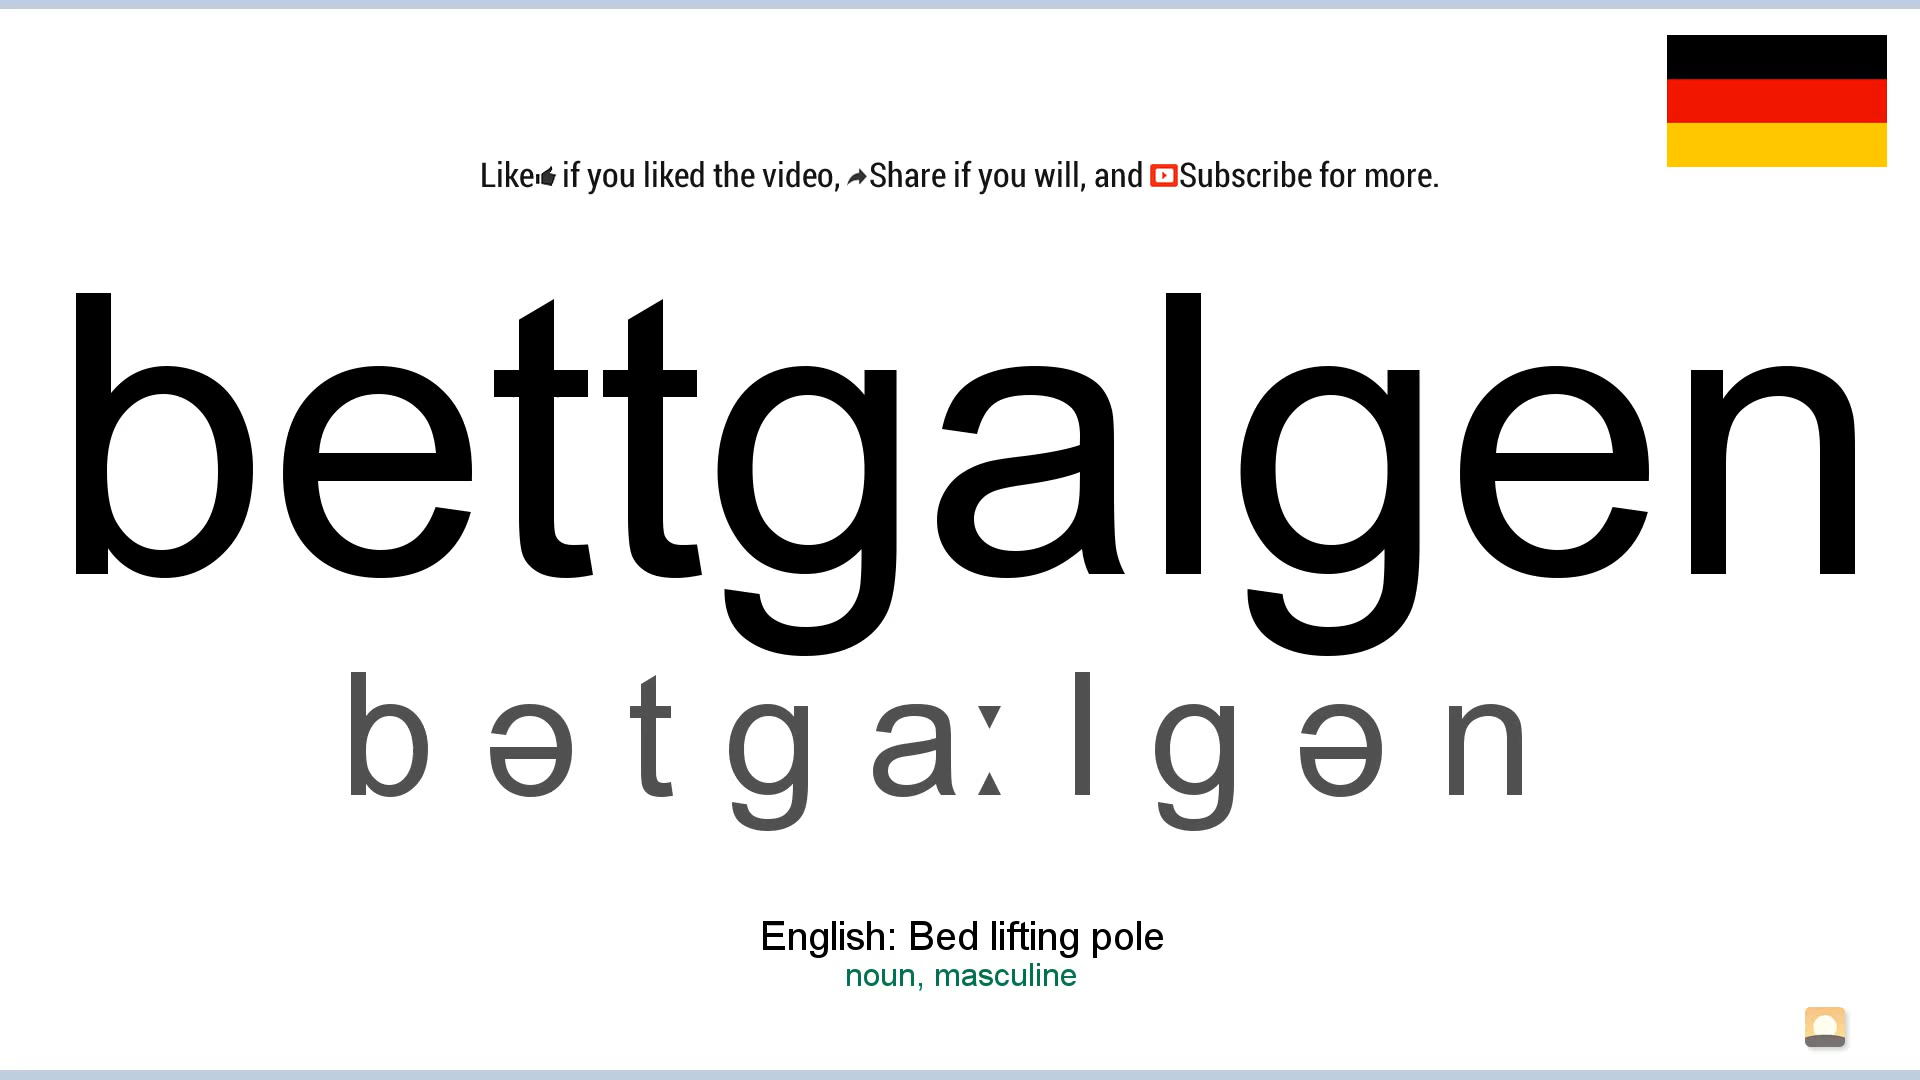 Like if you liked the video, Share if you will, and Subscribe for more.
bettgalgen
b ə t g aː l g ə n
English: Bed lifting pole
noun, masculine